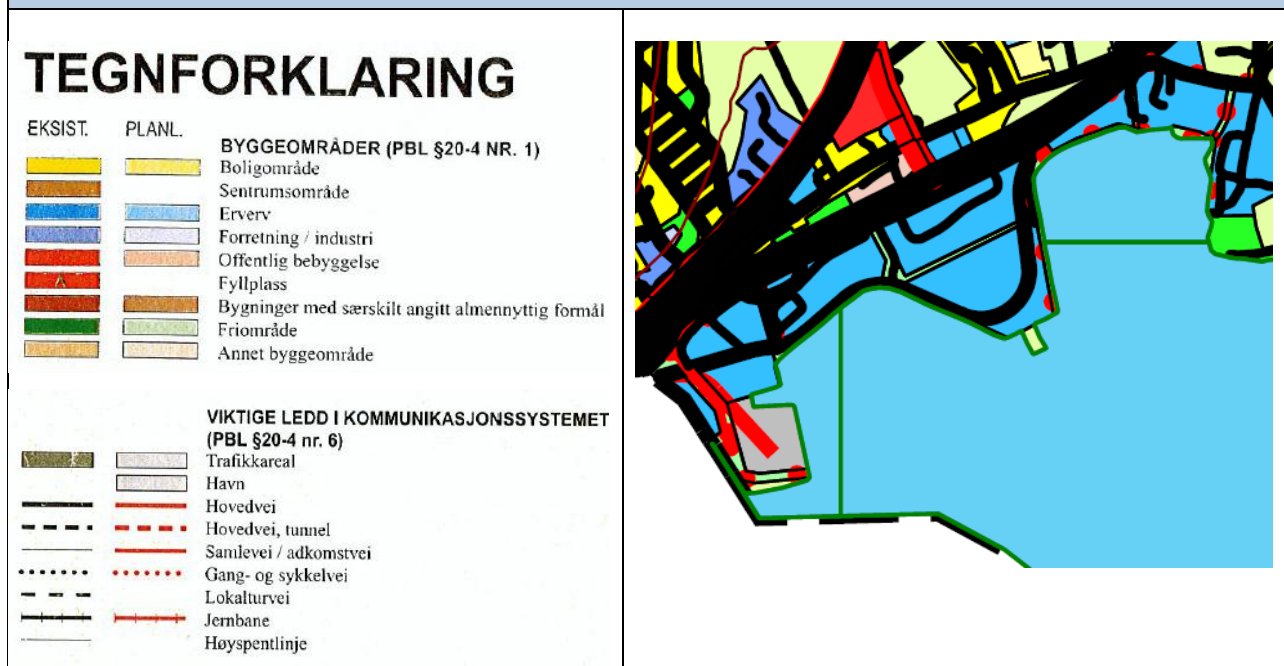 TEGNFORKLARING
EKSIST. PLANL.
BYGGEOMRÅDER (PBL §20-4 NR. 1)
Boligområde
Sentrumsområde
Erverv
Forretning / industri
Offentlig bebyggelse
Fyllplass
Bygninger med særskilt angitt almennyttig formål
Friområde
Annet byggeområde
VIKTIGE LEDD I KOMMUNIKASJONSSYSTEMET
(PBL §20-4 nr. 6)
Trafikkareal
Havn
Hovedvei
Hovedvei, tunnel
Samlevei / adkomstvei
Gang- og sykkelvei
Lokalturvei
Jernbane
Høyspentlinje